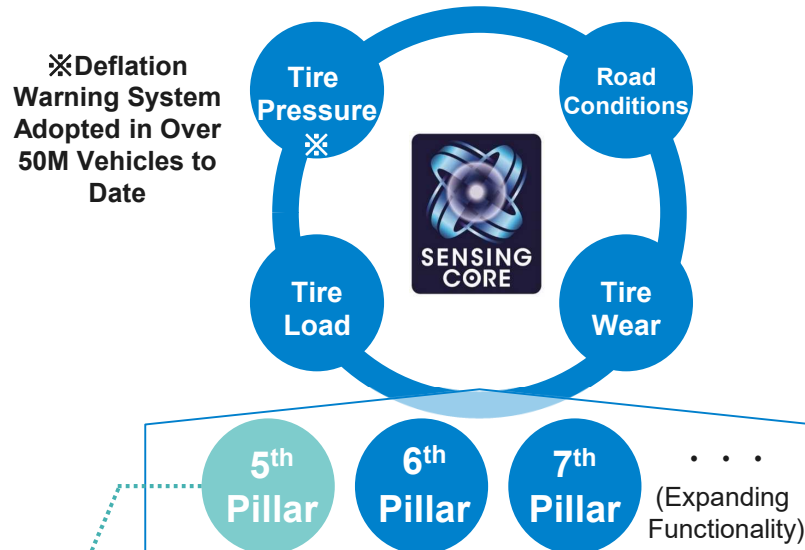 ※Deflation
Warning System
Adopted in Over
50M Vehicles to
Date
Tire
Pressure
※
Road
Conditions
SENSING
CORE
Tire
Load
Tire
Wear
5th
Pillar
6th
Pillar
7th
Pillar
・・・
(Expanding
Functionality)